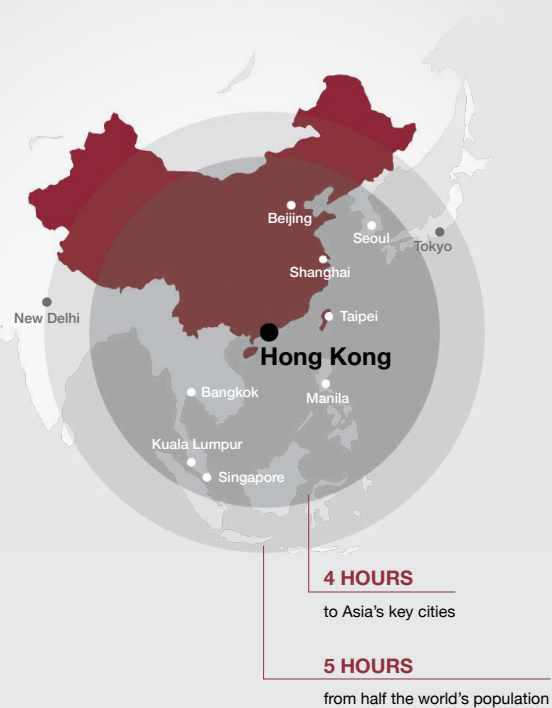 Beijing
Seoul
Tokyo
Shanghai
New Delhi
Taipei
Hong Kong
Bangkok
Manila
Kuala Lumpur
Singapore
4 HOURS
to Asia's key cities
5 HOURS
from half the world's population